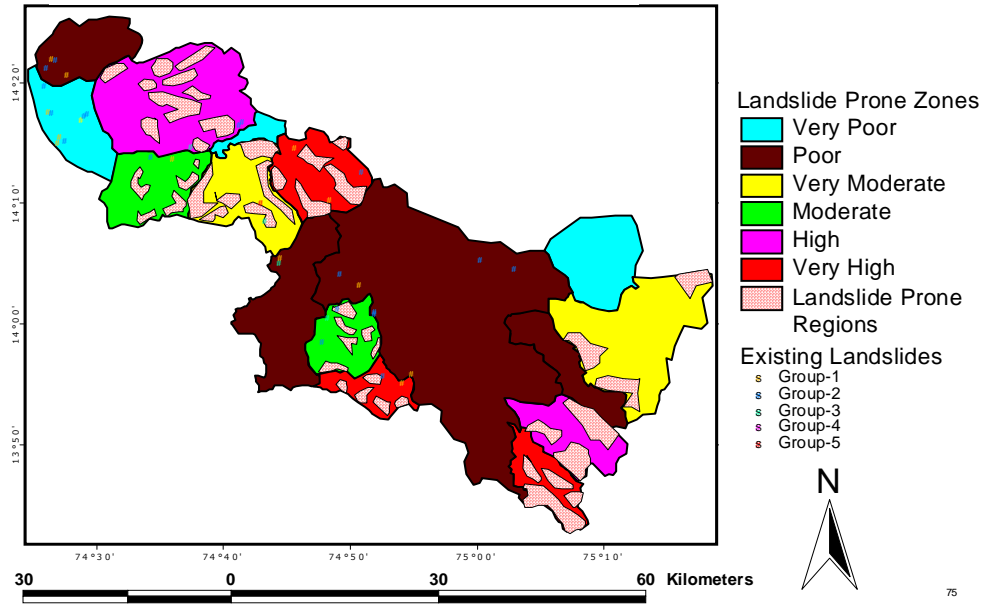 14°20'
14°10'
14°00'
13°50'
74°30'
74°40'
74°50'
75°00'
75°10'
30
0
30
60 Kilometers
Landslide Prone Zones
Very Poor
Poor
Very Moderate
Moderate
High
Very High
Landslide Prone
Regions
Existing Landslides
s Group-1
s Group-2
s Group-3
s Group-4
s Group-5
N
75